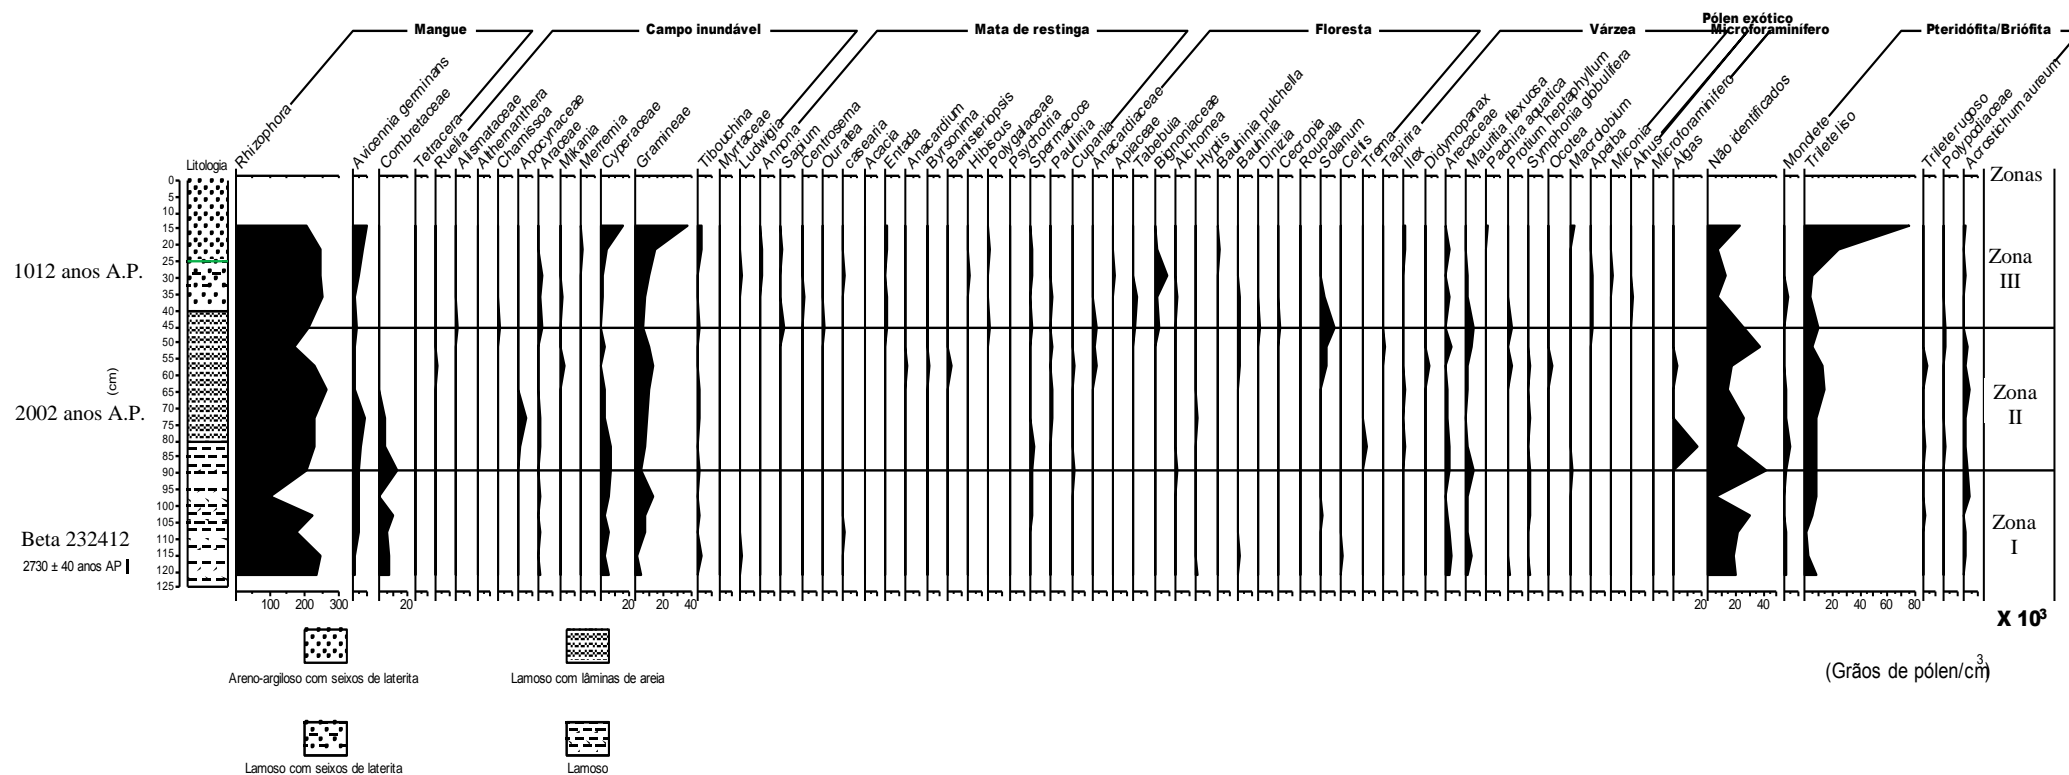 Pólen exótico
Mangue Campo inundável Mata de restinga Floresta Várzea Microforaminífero Pteridófita/Briófita
Litologia
Rhizophora
Avicennia germinans
Combretaceae
Tetracera
Ruelia
Alismataceae
Althernanthera
Chamissoa
Apocynaceae
Araceae
Mikania
Merremia
Cyperaceae
Gramineae
Tibouchina
Myrtaceae
Ludwigia
Annona
Sapium
Centrosema
Ouratea
casearia
Acacia
Entada
Anacardium
Byrsonima
Banisteriopsis
Hibiscus
Polygalaceae
Psychotria
Spermacoce
Paulinia
Cupania
Anacardiaceae
Apiaceae
Tabebuia
Bignoniaceae
Alchornea
Hyptis
Bauhinia pulchella
Bauhinia
Dinizia
Cecropia
Roupala
Solanum
Celtis
Trema
Tapirira
Ilex
Didymopanax
Arecaceae
Mauritia flexuosa
Pachira aquatica
Protium heptaphyllum
Symphonia globulifera
Ocotea
Macrolobium
Apeiba
Miconia
Alnus
Microforaminífero
Algas
Não identificados
Mondete
Trilete liso
Trilete rugoso
Polypodiaceae
Acrostichum aureum
Zonas
0
5
10
15
20
25
30
35
40
45
50
55
60
65
70
75
80
85
90
95
100
105
110
115
120
125
(cm)
1012 anos A.P.
2002 anos A.P.
Beta 232412
2730 ± 40 anos AP
Zona
III
Zona
II
Zona
I
100 200 300 20 20 20 40 20 20 40 20 40 60 80
X 10³
(Grãos de pólen/cm³)
Areno-argiloso com seixos de laterita Lamoso com lâminas de areia
Lamoso com seixos de laterita Lamoso